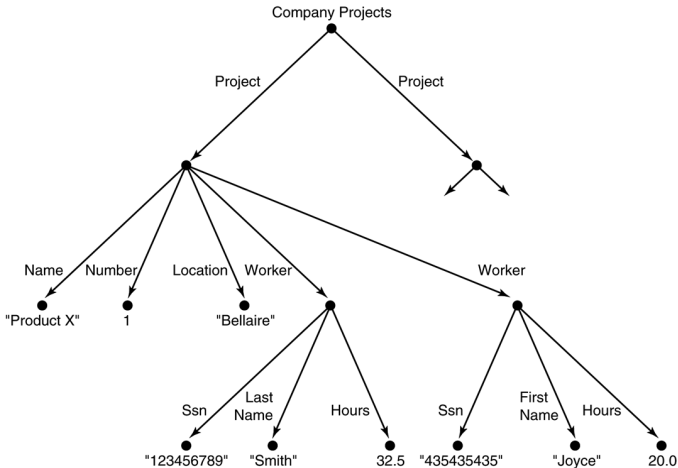 Company Projects
Project
Project
Name
Number
Location
Worker
Worker
"Product X"
1
"Bellaire"
Ssn
Last
Name
Hours
Ssn
First
Name
Hours
"123456789"
"Smith"
32.5
"435435435"
"Joyce"
20.0